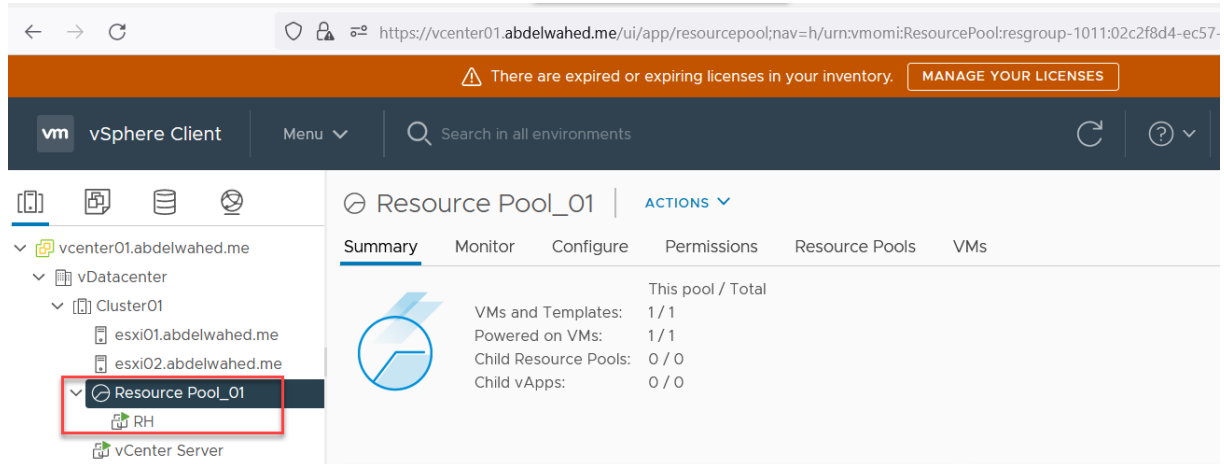 https://vcenter01.abdelwahed.me/ui/app/resourcepool;nav=h/urn:vmomi:ResourcePool:resgroup-1011:02c2f8d4-ec57-
There are expired or expiring licenses in your inventory. MANAGE YOUR LICENSES
vm vSphere Client Menu Search in all environments
Resource Pool_01 ACTIONS
Summary Monitor Configure Permissions Resource Pools VMs
vcenter01.abdelwahed.me
vDatacenter
Cluster01
esxi01.abdelwahed.me
esxi02.abdelwahed.me
Resource Pool_01
RH
vCenter Server
This pool / Total
VMs and Templates: 1 / 1
Powered on VMs: 1 / 1
Child Resource Pools: 0 / 0
Child vApps: 0 / 0